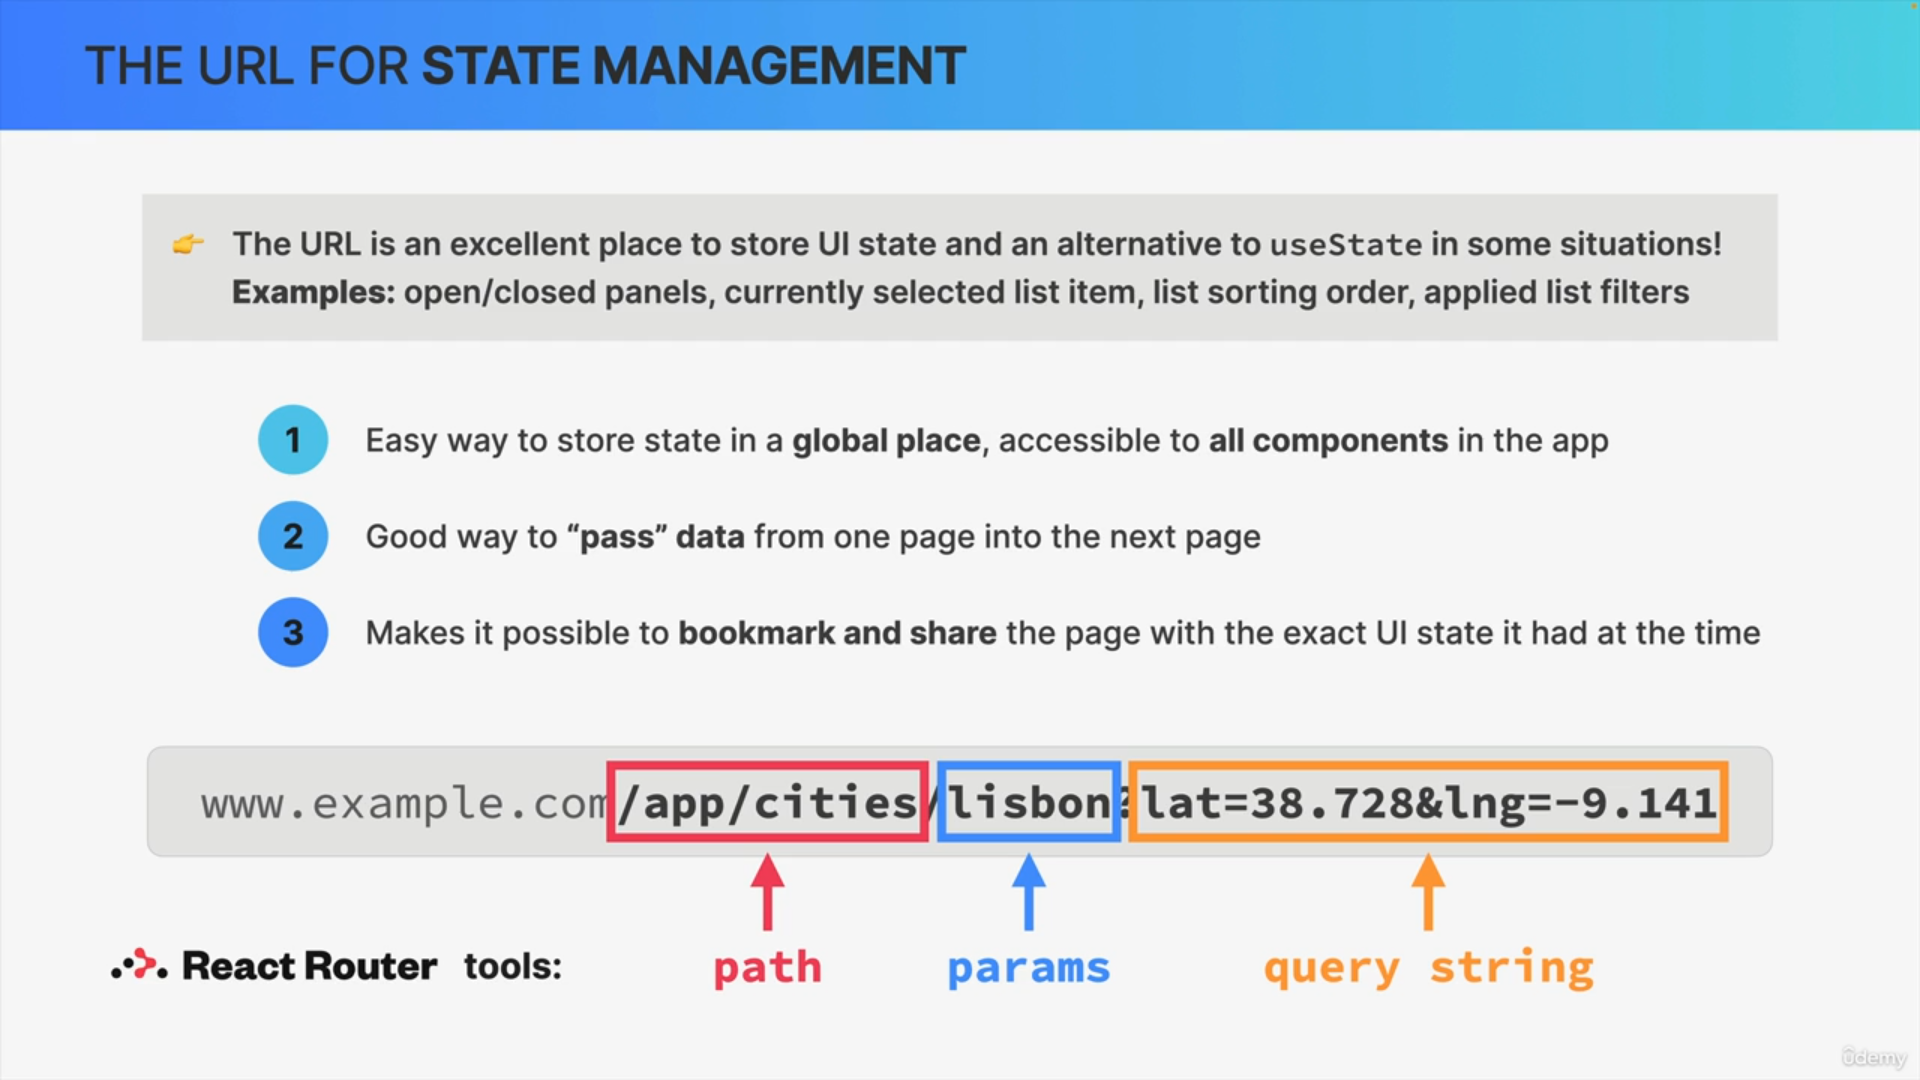 THE URL FOR STATE MANAGEMENT
👉 The URL is an excellent place to store UI state and an alternative to useState in some situations!
Examples: open/closed panels, currently selected list item, list sorting order, applied list filters
1 Easy way to store state in a global place, accessible to all components in the app
2 Good way to “pass” data from one page into the next page
3 Makes it possible to bookmark and share the page with the exact UI state it had at the time
www.example.com/app/cities/lisbon?lat=38.728&lng=-9.141
React Router tools: path params query string
ûdemy